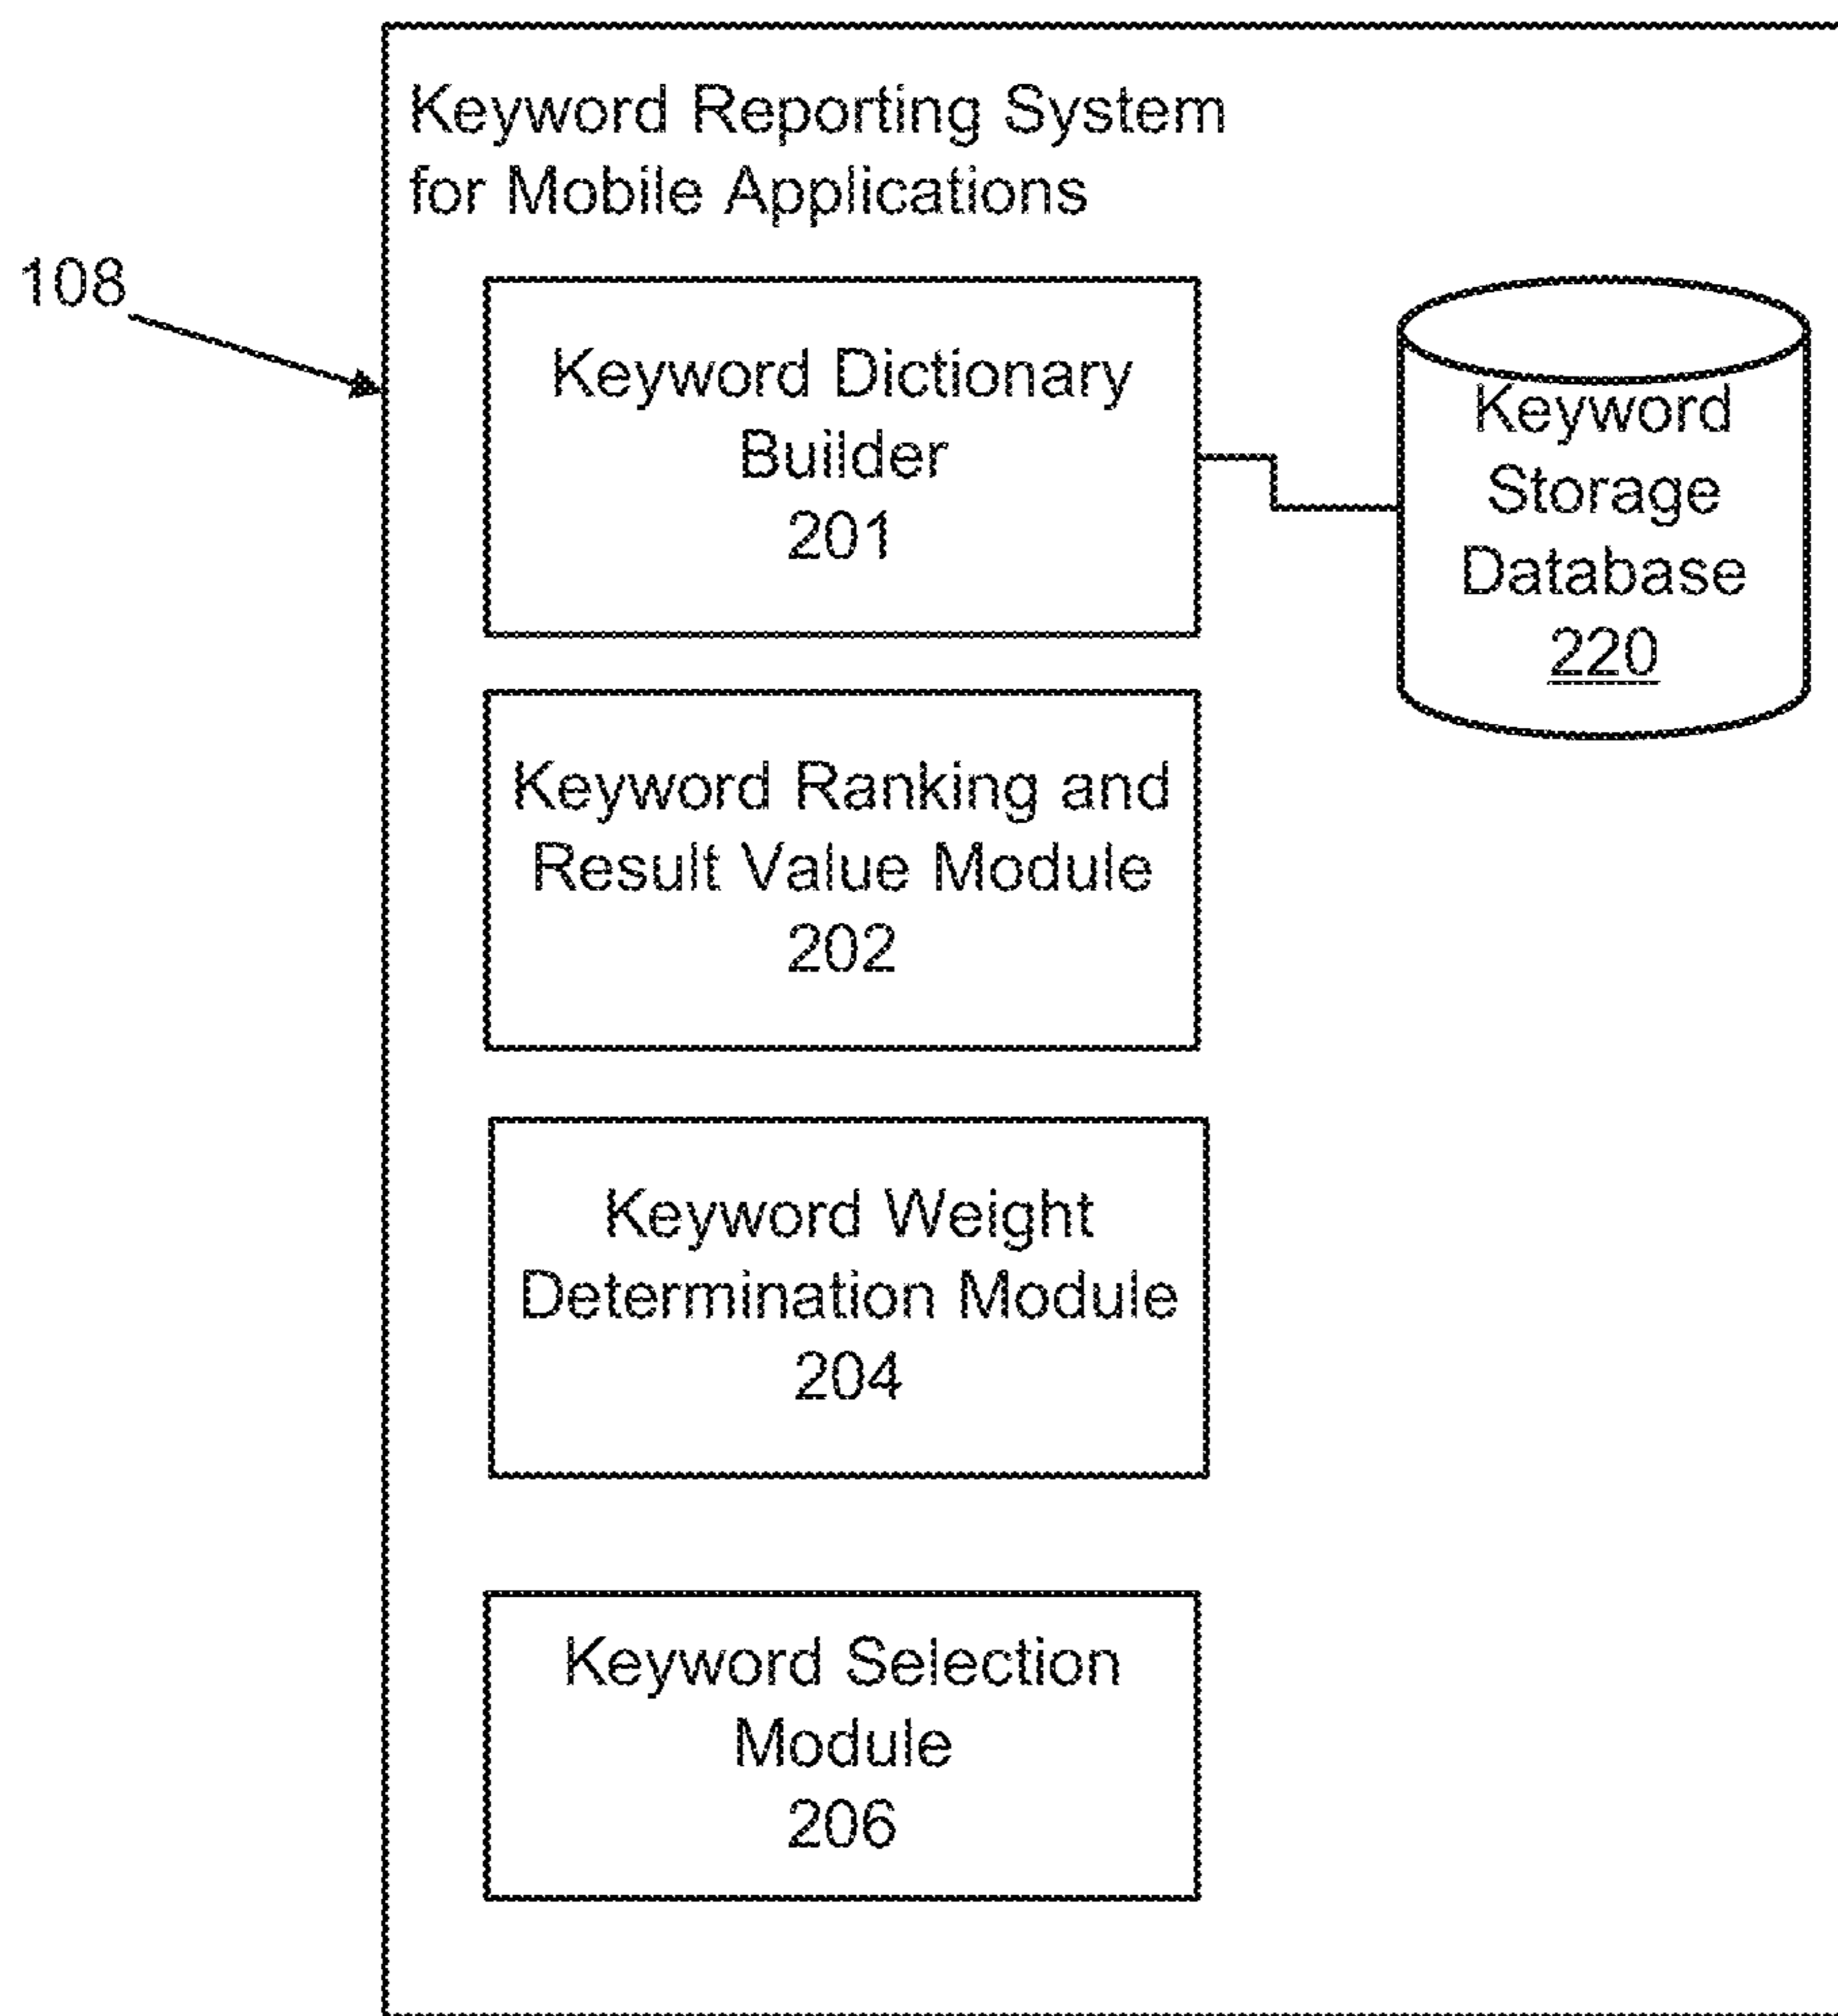 Keyword Reporting System
for Mobile Applications
108
Keyword Dictionary
Builder
201
Keyword
Storage
Database
220
Keyword Ranking and
Result Value Module
202
Keyword Weight
Determination Module
204
Keyword Selection
Module
206